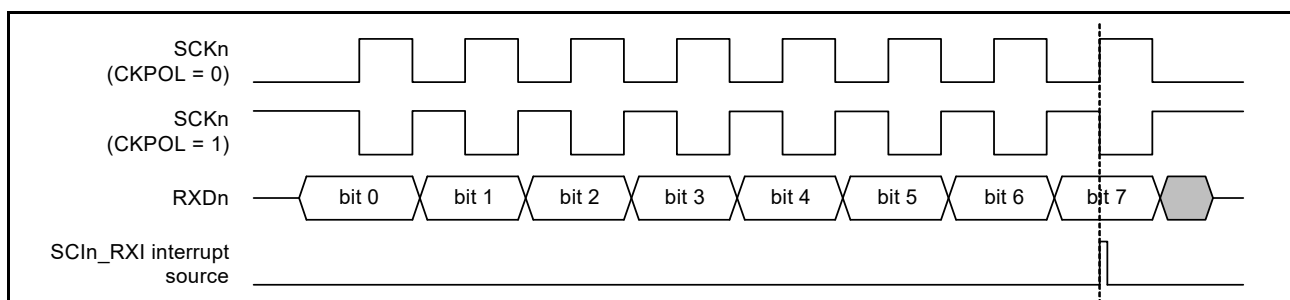 SCKn
(CKPOL = 0)
SCKn
(CKPOL = 1)
RXDn
bit 0 bit 1 bit 2 bit 3 bit 4 bit 5 bit 6 bit 7
SCIn_RXI interrupt
source